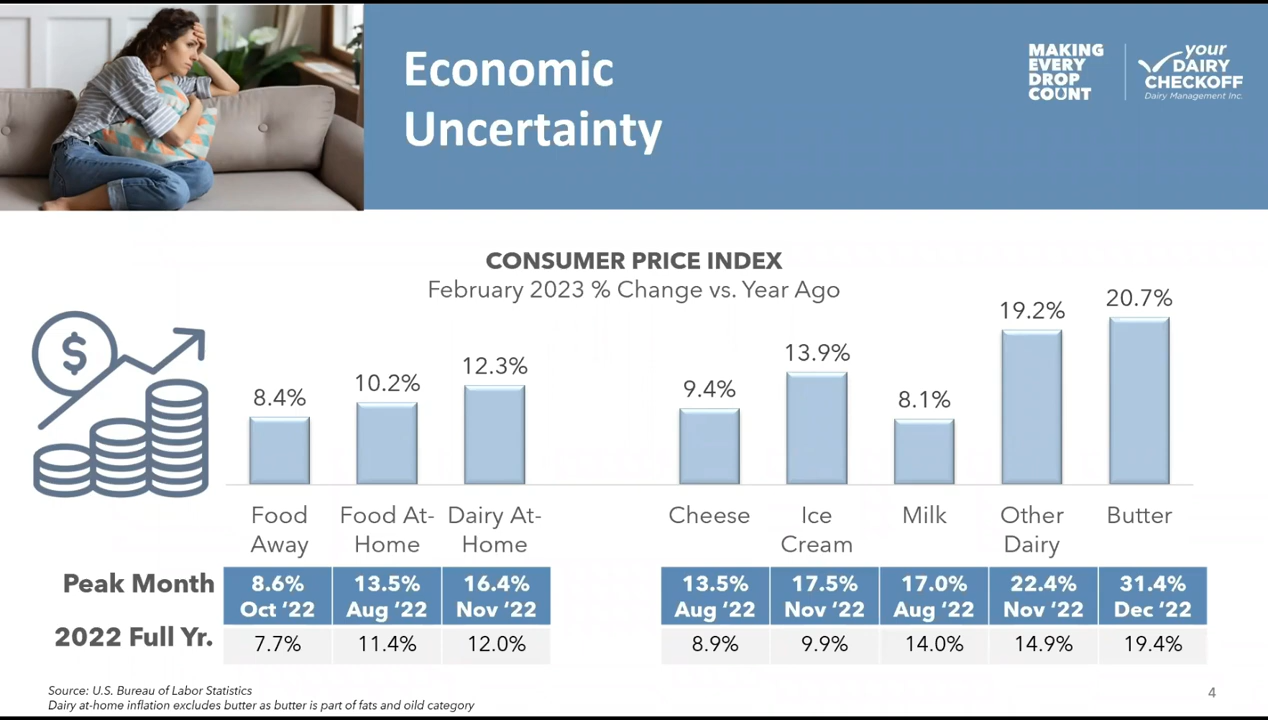 Economic
Uncertainty
MAKING
EVERY
DROP
COUNT
your
DAIRY
CHECKOFF
Dairy Management Inc.
CONSUMER PRICE INDEX
February 2023 % Change vs. Year Ago
$
8.4% 10.2% 12.3% 9.4% 13.9% 8.1% 19.2% 20.7%
Food Food At- Dairy At- Cheese Ice Milk Other Butter
Away Home Home Cream Dairy
Peak Month 8.6% 13.5% 16.4% 13.5% 17.5% 17.0% 22.4% 31.4%
Oct ‘22 Aug ‘22 Nov ‘22 Aug ‘22 Nov ‘22 Aug ‘22 Nov ‘22 Dec ‘22
2022 Full Yr. 7.7% 11.4% 12.0% 8.9% 9.9% 14.0% 14.9% 19.4%
Source: U.S. Bureau of Labor Statistics
Dairy at-home inflation excludes butter as butter is part of fats and oild category
4